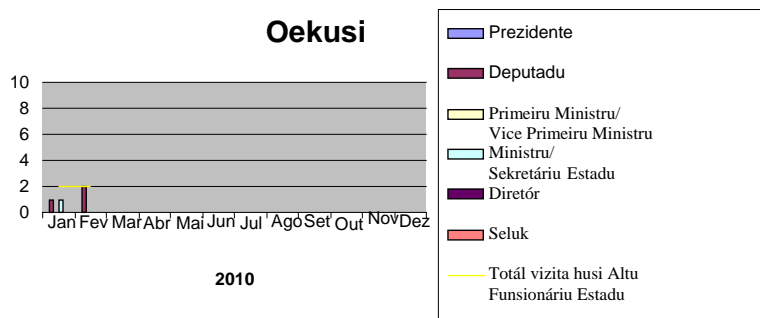 Oekusi
10
8
6
4
2
0
Jan Fev Mar Abr Mai Jun Jul Ago Set Out Nov Dez
2010
Prezidente
Deputadu
Primeiru Ministru/
Vice Primeiru Ministru
Ministru/
Sekretáriu Estadu
Diretór
Seluk
Totál vizita husi Altu
Funsionáriu Estadu